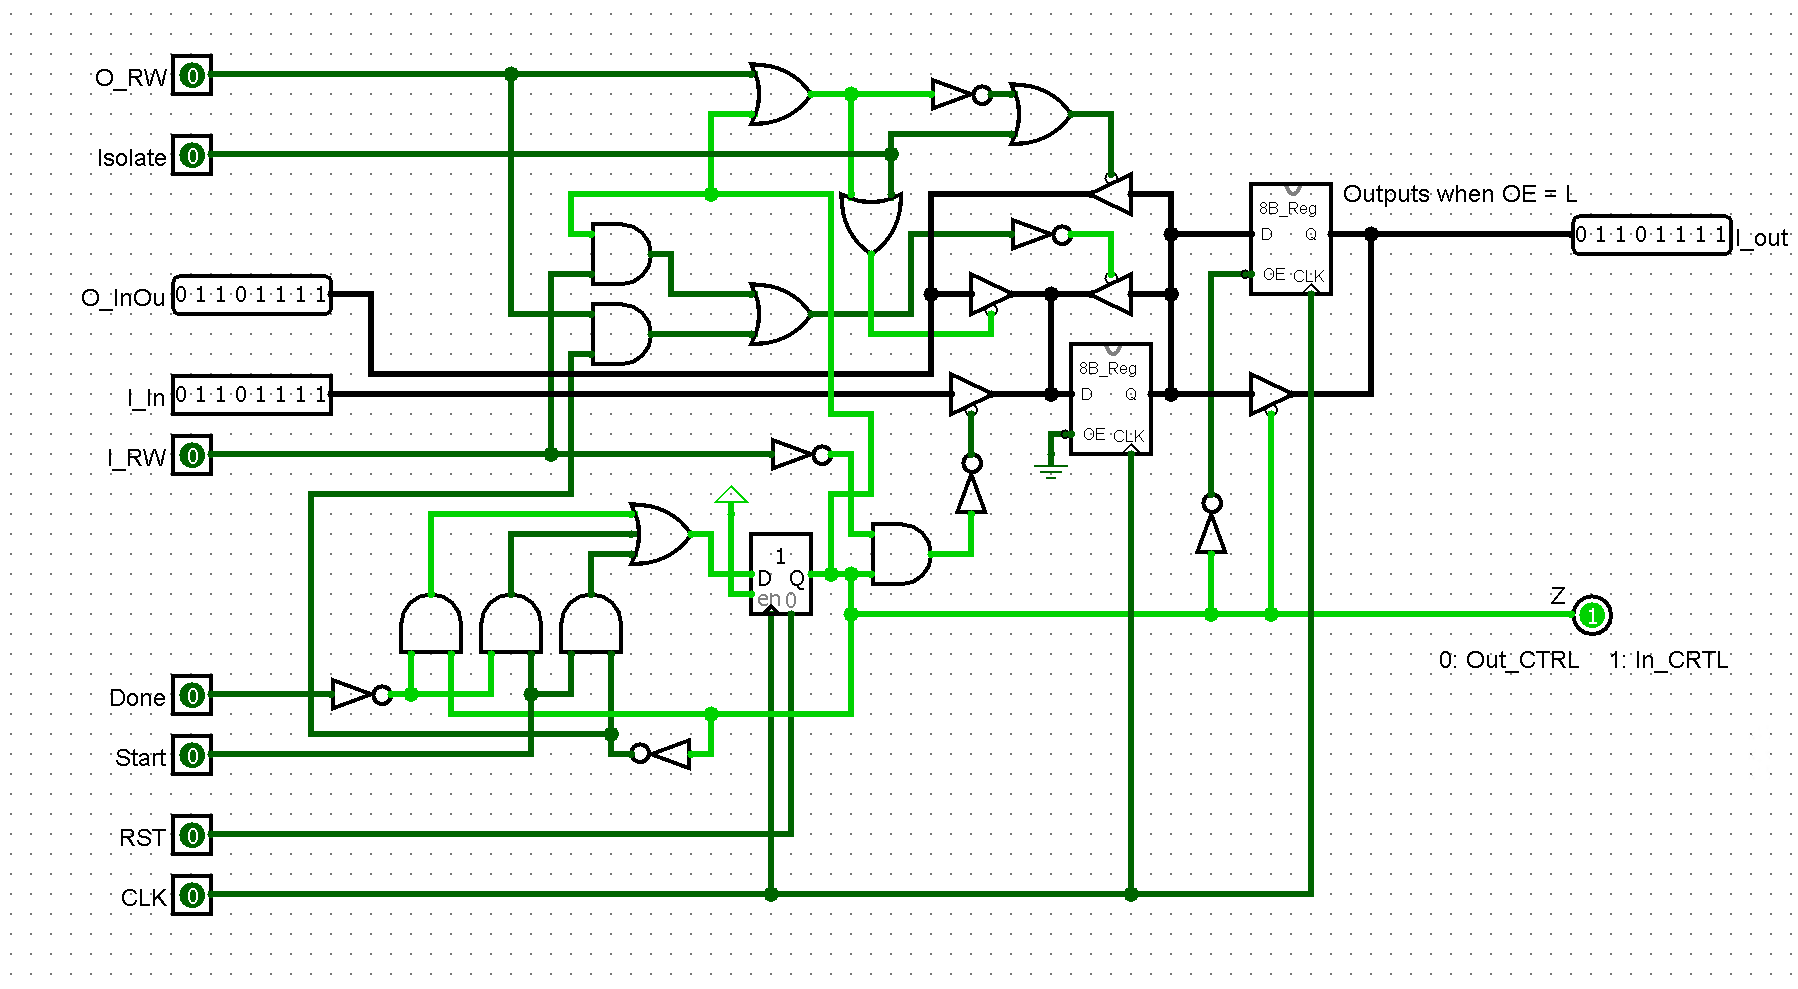 O_RW 0
Isolate 0
8B_Reg
D Q
OE CLK
Outputs when OE = L
0 1 1 0 1 1 1 1 I_out
O_InOu 0 1 1 0 1 1 1 1
8B_Reg
D Q
OE CLK
I_In 0 1 1 0 1 1 1 1
I_RW 0
1
D Q
en 0
Z
1
0: Out_CTRL 1: In_CRTL
Done 0
Start 0
RST 0
CLK 0